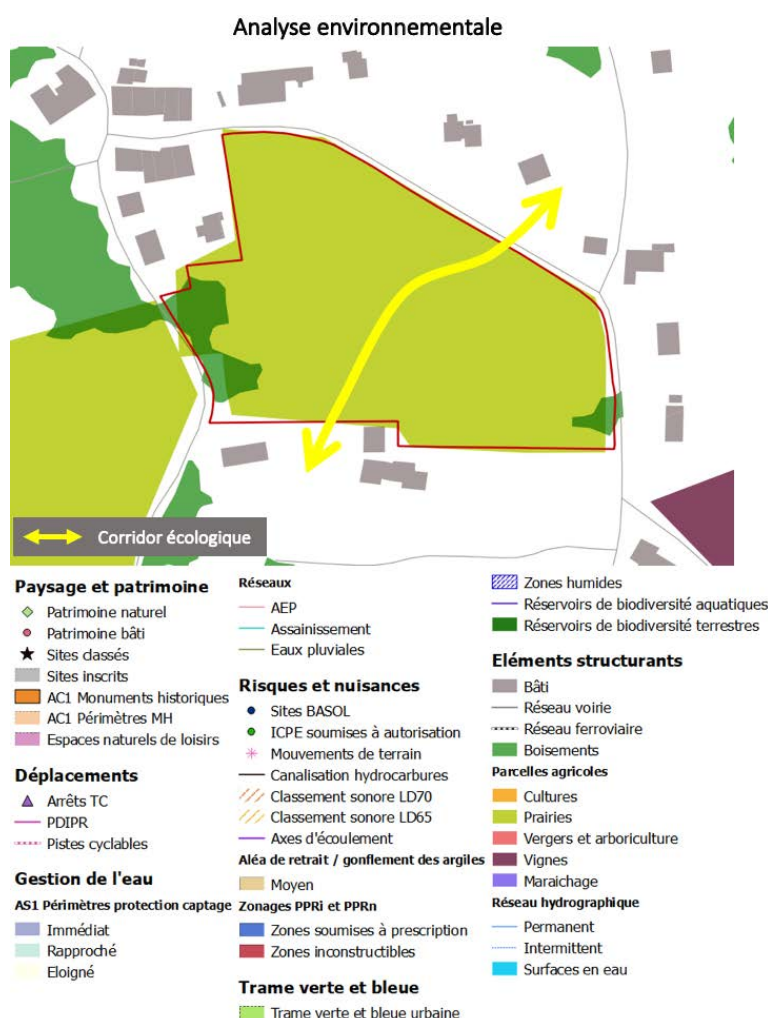 Analyse environnementale
Corridor écologique
Paysage et patrimoine
Patrimoine naturel
Patrimoine bâti
Sites classés
Sites inscrits
AC1 Monuments historiques
AC1 Périmètres MH
Espaces naturels de loisirs
Déplacements
Arrêts TC
PDIPR
Pistes cyclables
Gestion de l'eau
AS1 Périmètres protection captage
Immédiat
Rapproché
Eloigné
Réseaux
AEP
Assainissement
Eaux pluviales
Risques et nuisances
Sites BASOL
ICPE soumises à autorisation
Mouvements de terrain
Canalisation hydrocarbures
Classement sonore LD70
Classement sonore LD65
Axes d'écoulement
Aléa de retrait / gonflement des argiles
Moyen
Zonages PPRi et PPRn
Zones soumises à prescription
Zones inconstructibles
Trame verte et bleue
Trame verte et bleue urbaine
Zones humides
Réservoirs de biodiversité aquatiques
Réservoirs de biodiversité terrestres
Eléments structurants
Bâti
Réseau voirie
Réseau ferroviaire
Boisements
Parcelles agricoles
Cultures
Prairies
Vergers et arboriculture
Vignes
Maraichage
Réseau hydrographique
Permanent
Intermittent
Surfaces en eau